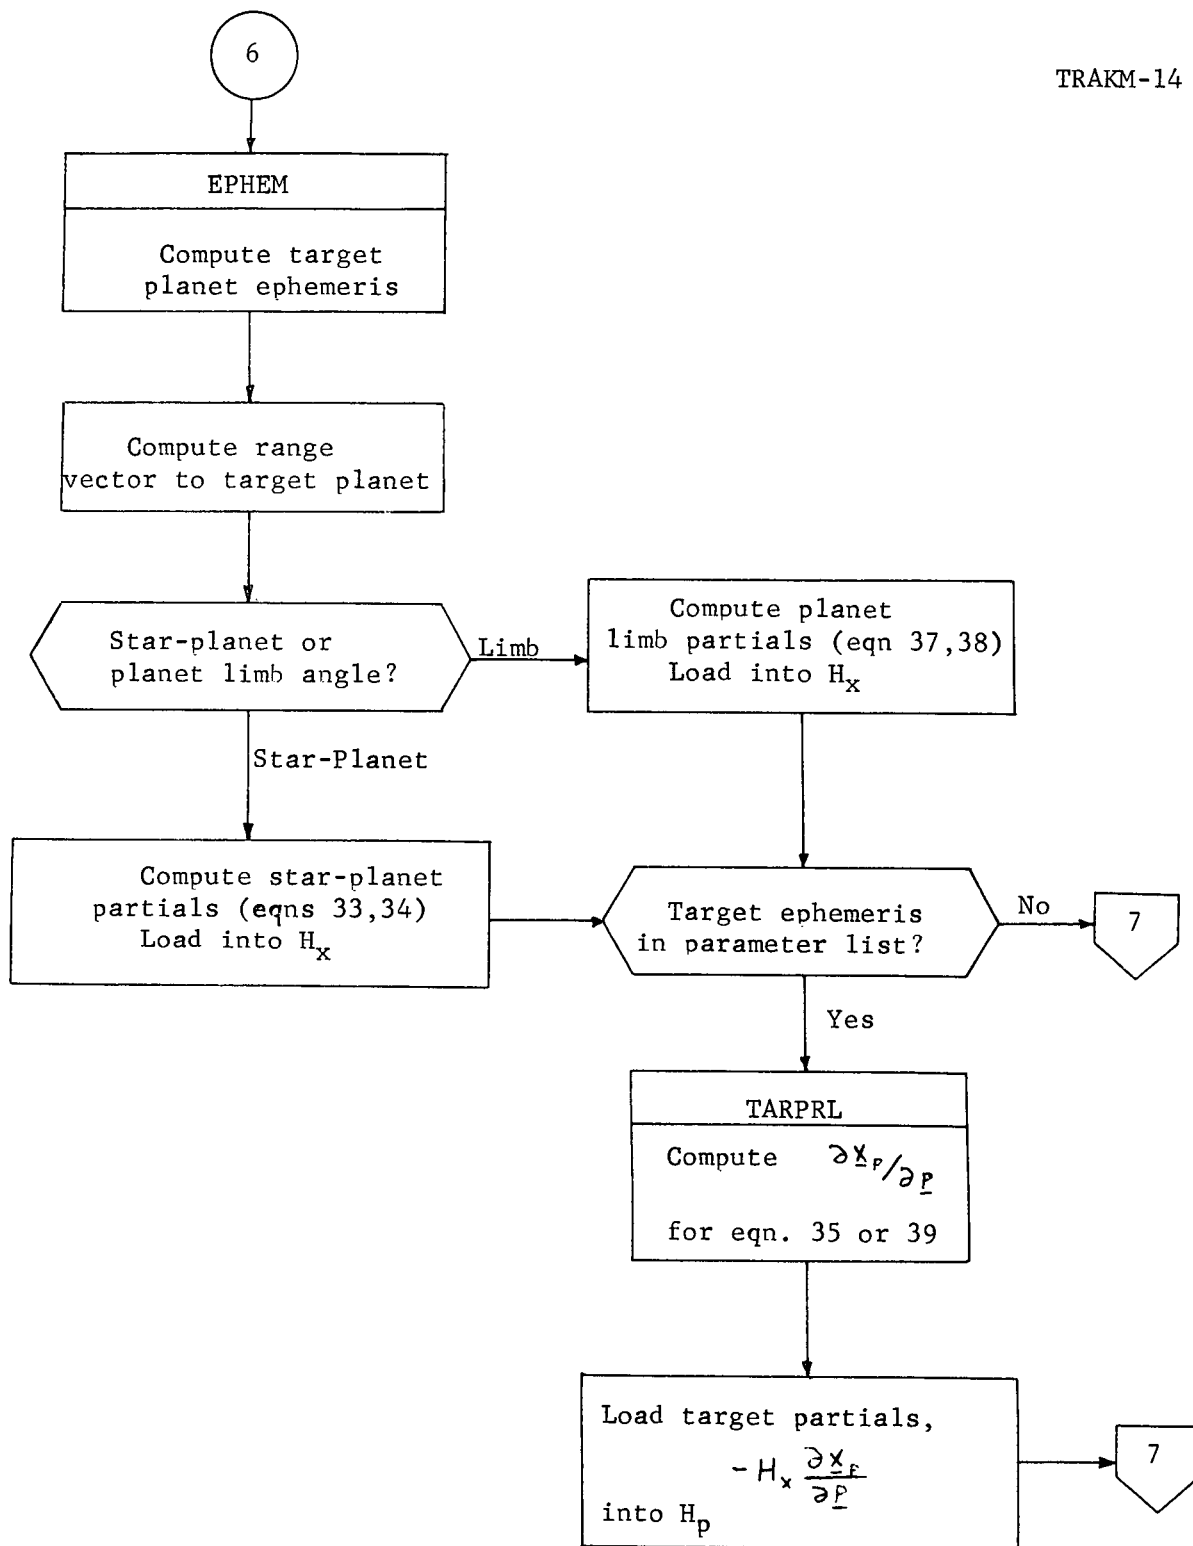 6
TRAKM-14
EPHEM
Compute target
planet ephemeris
Compute range
vector to target planet
Star-planet or
planet limb angle?
Limb
Compute planet
limb partials (eqn 37,38)
Load into Hx
Star-Planet
Compute star-planet
partials (eqns 33,34)
Load into Hx
Target ephemeris
in parameter list?
No
7
Yes
TARPRL
Compute ∂x_P/∂P
for eqn. 35 or 39
Load target partials,
-Hx ∂x_P/∂P
into Hp
7